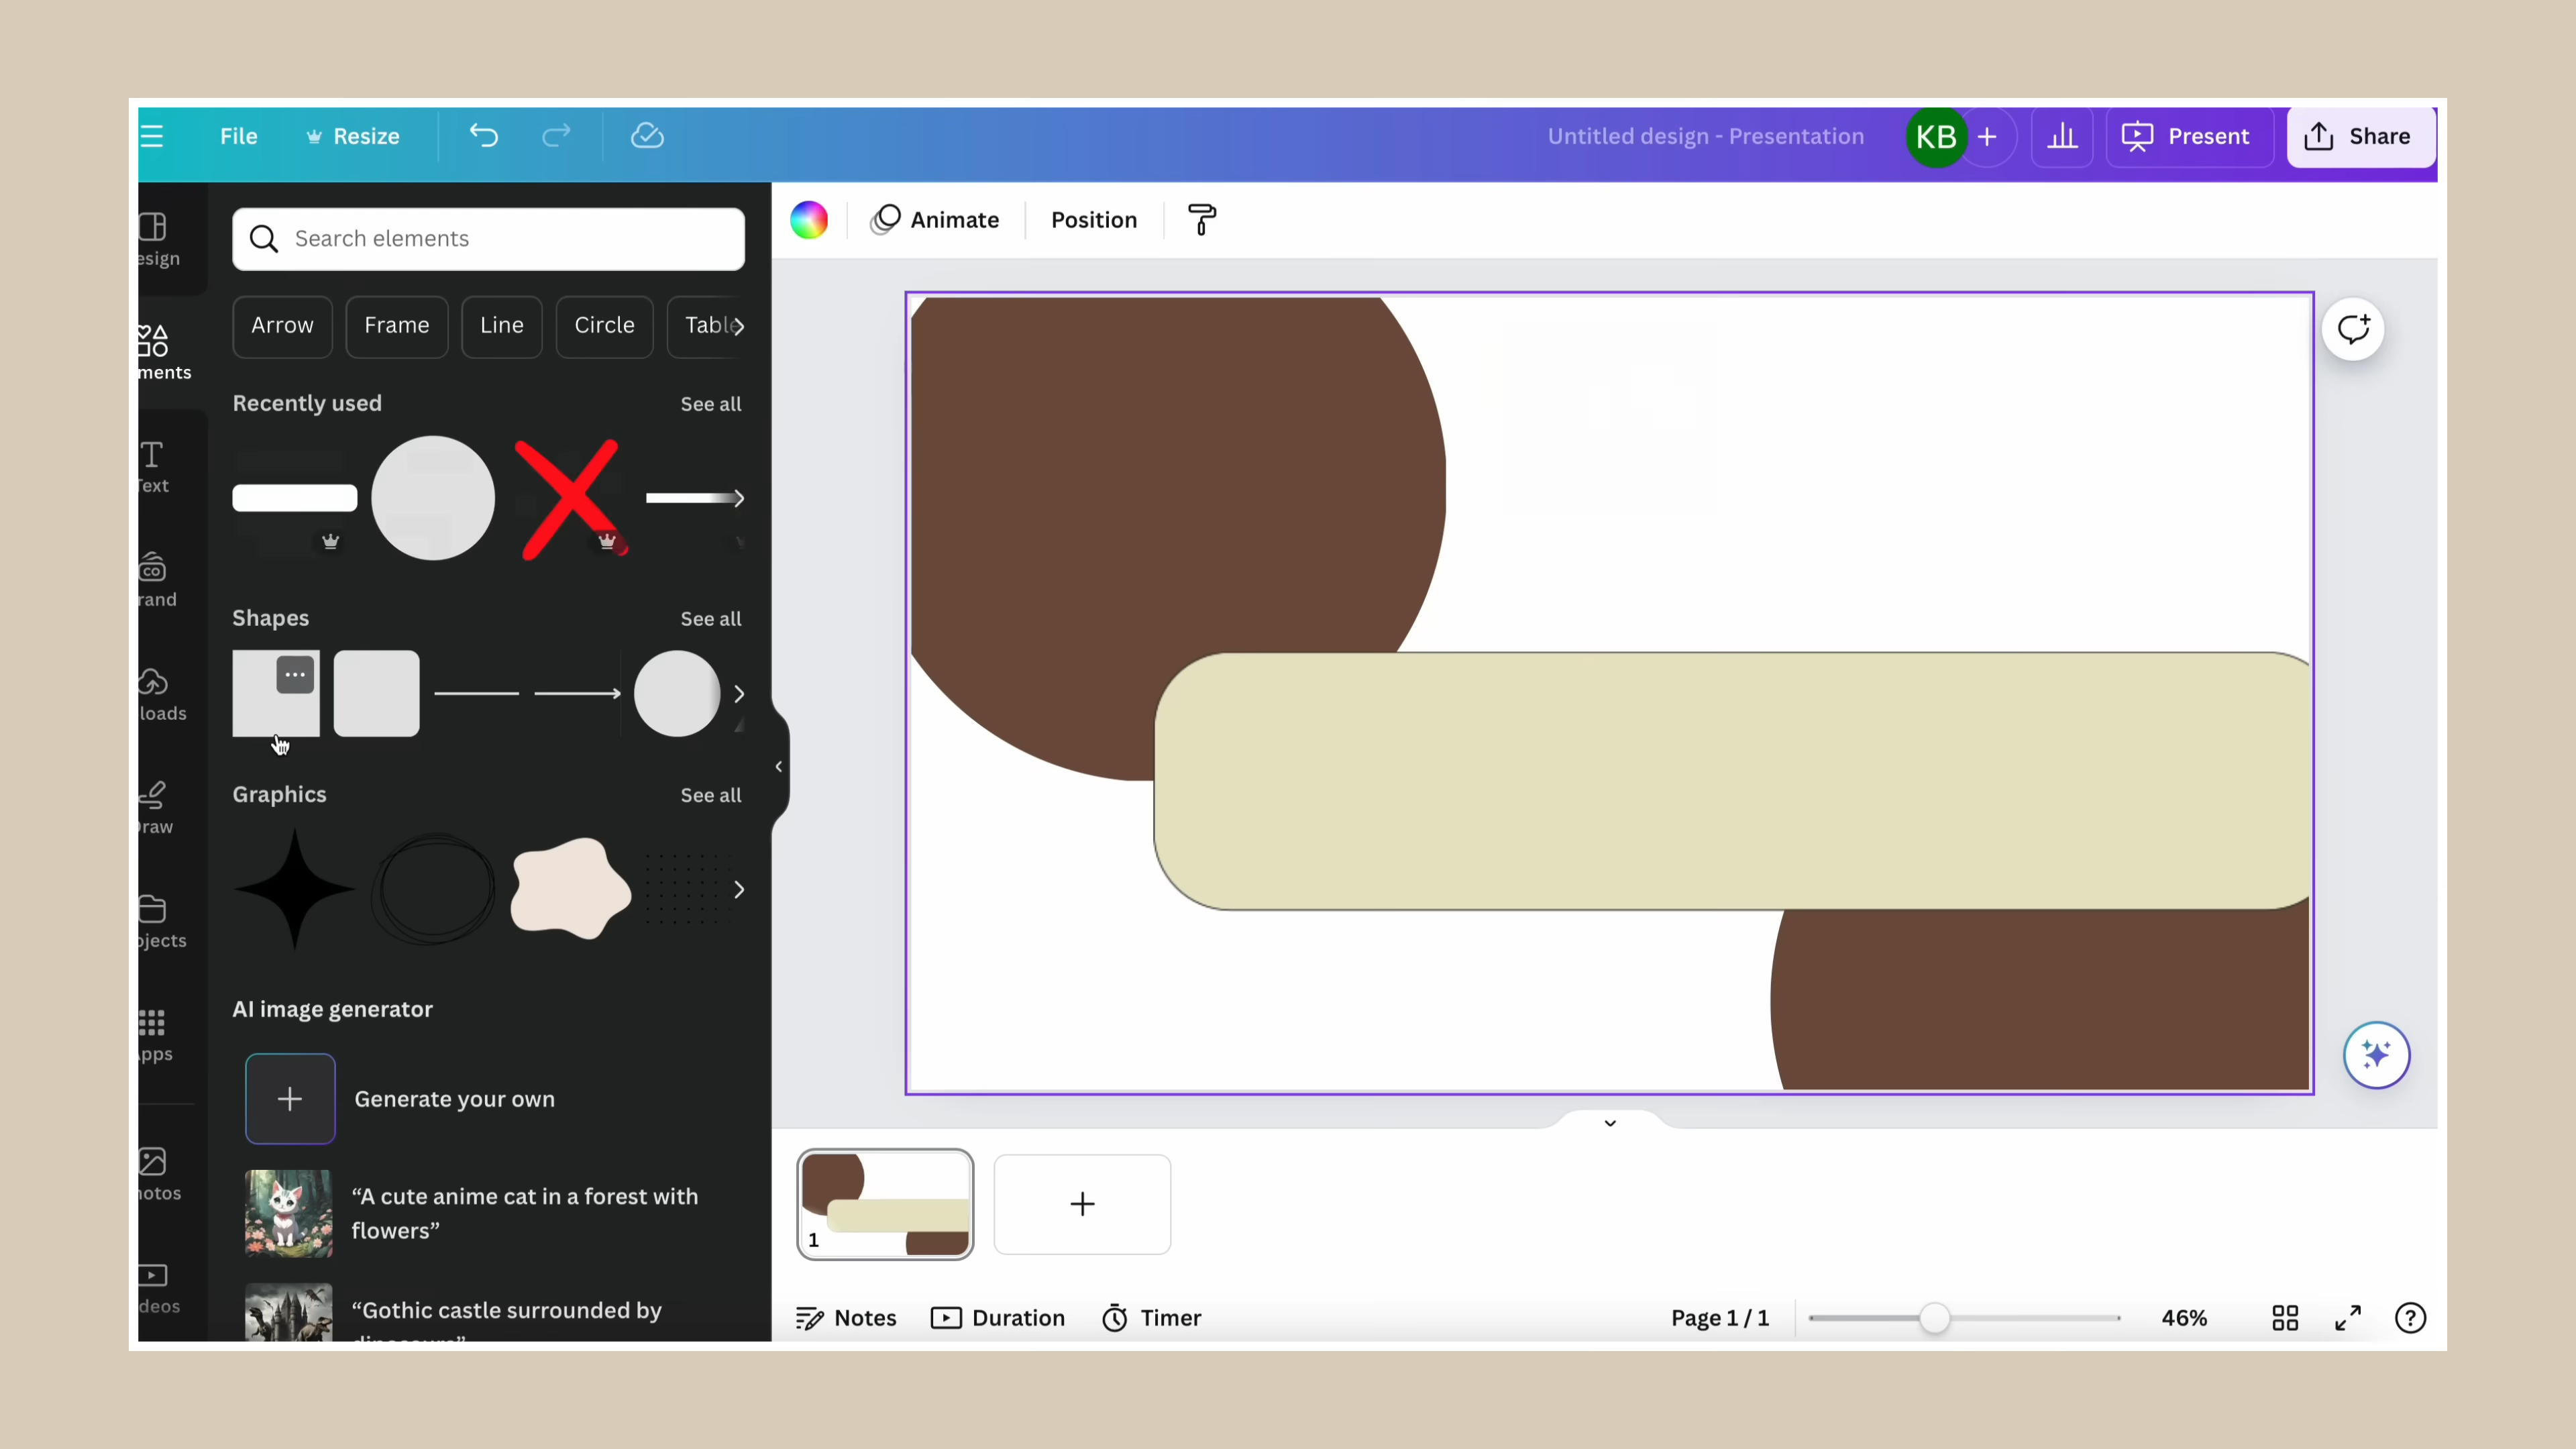 File Resize Untitled design - Presentation KB Present Share
esign
Search elements
Animate Position
Arrow Frame Line Circle Table
ments
Recently used See all
Text
Shapes See all
rand
loads
Graphics See all
raw
ojects
AI image generator
pps
Generate your own
“A cute anime cat in a forest with
flowers”
otos
1
“Gothic castle surrounded by
deos
Notes Duration Timer Page 1 / 1 46%